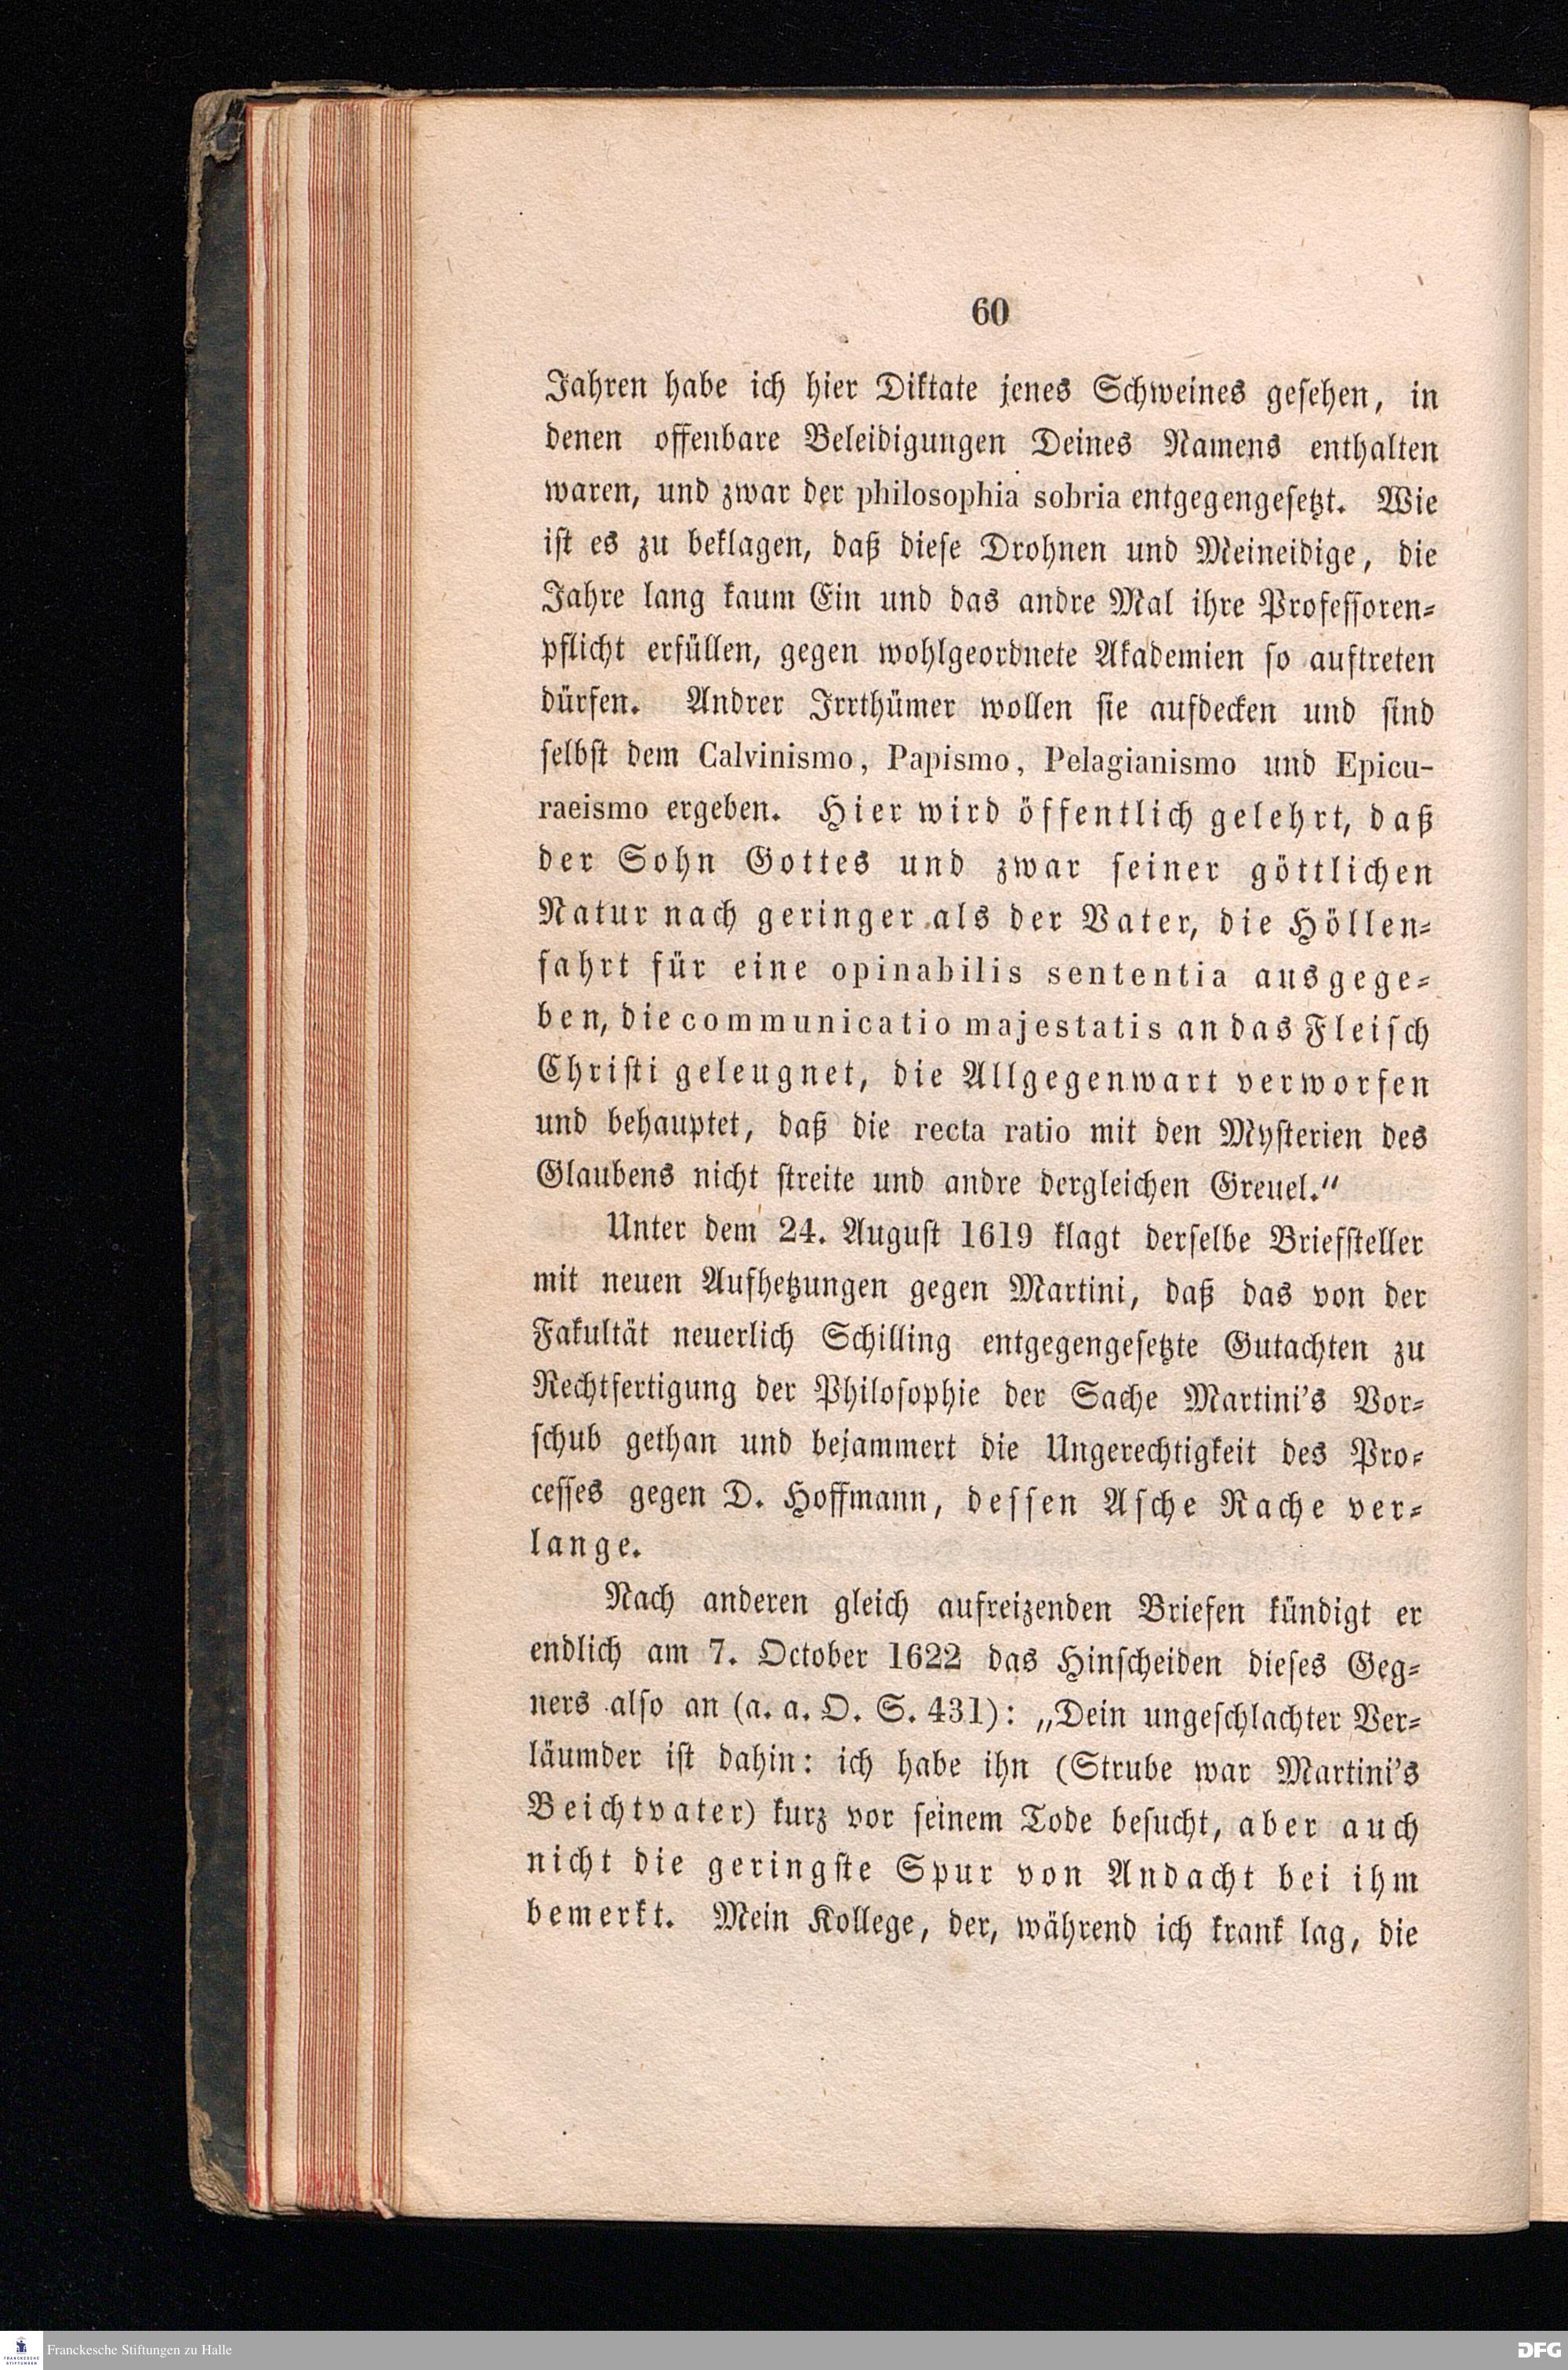 60
Jahren habe ich hier Diktate jenes Schweines gesehen, in
denen offenbare Beleidigungen Deines Namens enthalten
waren, und zwar der philosophia sobria entgegengesetzt. Wie
ist es zu beklagen, daß diese Drohnen und Meineidige, die
Jahre lang kaum Ein und das andre Mal ihre Professoren-
pflicht erfüllen, gegen wohlgeordnete Akademien so auftreten
dürfen. Andrer Irrthümer wollen sie aufdecken und sind
selbst dem Calvinismo, Papismo, Pelagianismo und Epicu-
raeismo ergeben. Hier wird öffentlich gelehrt, daß
der Sohn Gottes und zwar seiner göttlichen
Natur nach geringer als der Vater, die Höllen-
fahrt für eine opinabilis sententia ausgege-
ben, die communicatio majestatis an das Fleisch
Christi geleugnet, die Allgegenwart verworfen
und behauptet, daß die recta ratio mit den Mysterien des
Glaubens nicht streite und andre dergleichen Greuel.“
Unter dem 24. August 1619 klagt derselbe Briefsteller
mit neuen Aufhetzungen gegen Martini, daß das von der
Fakultät neuerlich Schilling entgegengesetzte Gutachten zu
Rechtfertigung der Philosophie der Sache Martini's Vor-
schub gethan und bejammert die Ungerechtigkeit des Pro-
cesses gegen D. Hoffmann, dessen Asche Rache ver-
lange.
Nach anderen gleich aufreizenden Briefen kündigt er
endlich am 7. October 1622 das Hinscheiden dieses Geg-
ners also an (a. a. O. S. 431): „Dein ungeschlachter Ver-
läumder ist dahin: ich habe ihn (Strube war Martini's
Beichtvater) kurz vor seinem Tode besucht, aber auch
nicht die geringste Spur von Andacht bei ihm
bemerkt. Mein Kollege, der, während ich krank lag, die
FRANCKESCHE
STIFTUNGEN
Franckesche Stiftungen zu Halle
DFG